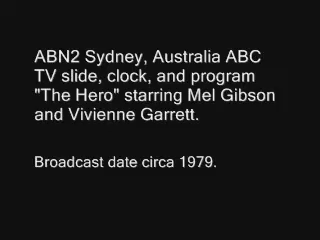 ABN2 Sydney, Australia ABC
TV slide, clock, and program
"The Hero" starring Mel Gibson
and Vivienne Garrett.
Broadcast date circa 1979.